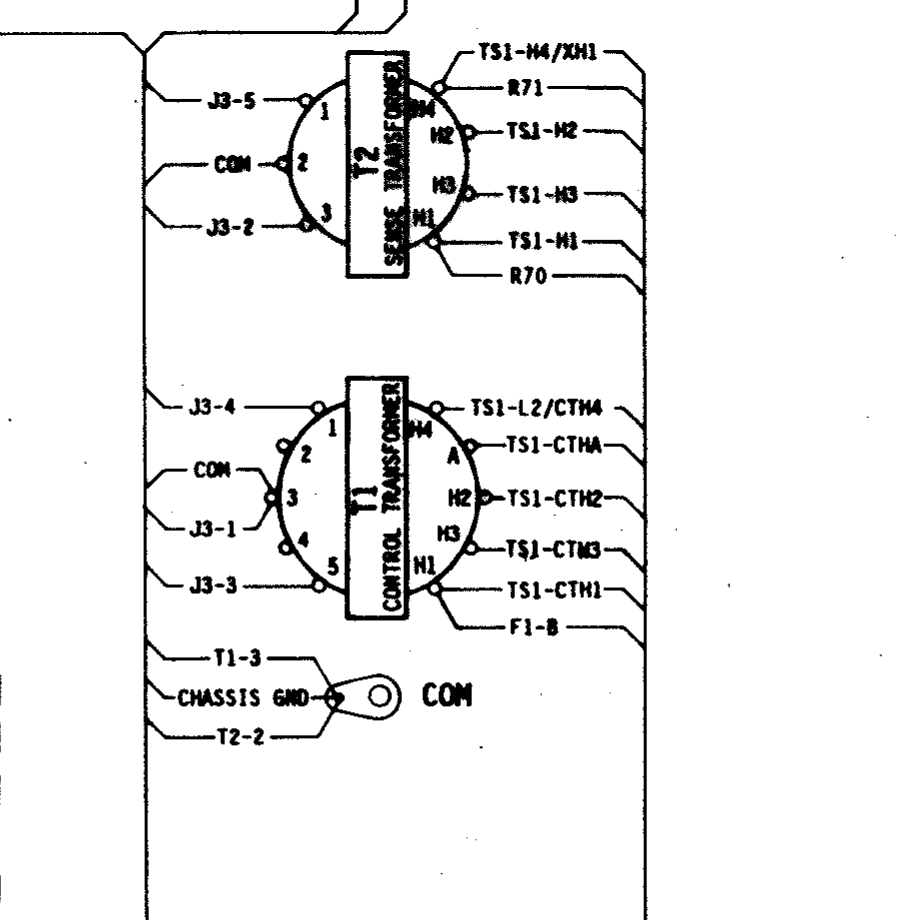 TS1-H4/XH1
J3-5
R71
1
H4
H2
TS1-H2
COM
2
T2
SENSE TRANSFORMER
H3
TS1-H3
J3-2
3
H1
TS1-H1
R70
J3-4
1
H4
TS1-L2/CTH4
2
A
TS1-CTHA
COM
3
T1
CONTROL TRANSFORMER
H2
TS1-CTH2
J3-1
4
H3
TS1-CTH3
J3-3
5
H1
TS1-CTH1
F1-B
T1-3
CHASSIS GND
COM
T2-2